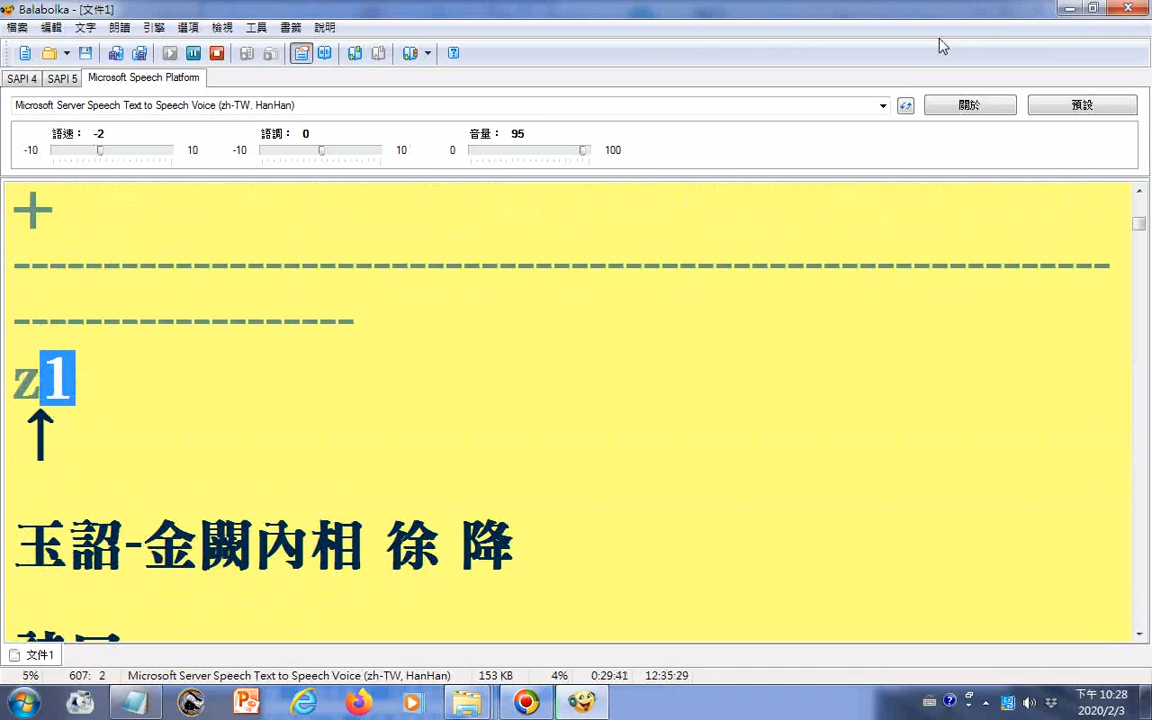 Balabolka - [文件1]
檔案 編輯 文字 朗讀 引擎 選項 檢視 工具 書籤 說明
SAPI 4 SAPI 5 Microsoft Speech Platform
Microsoft Server Speech Text to Speech Voice (zh-TW, HanHan)
關於 預設
語速： -2 語調： 0 音量： 95
-10 10 -10 10 0 100
+
-------------------------------------------------------------
-------------------
z1
↑
玉詔-金闕內相 徐 降
文件1
5% 607: 2 Microsoft Server Speech Text to Speech Voice (zh-TW, HanHan) 153 KB 4% 0:29:41 12:35:29
下午 10:28
2020/2/3